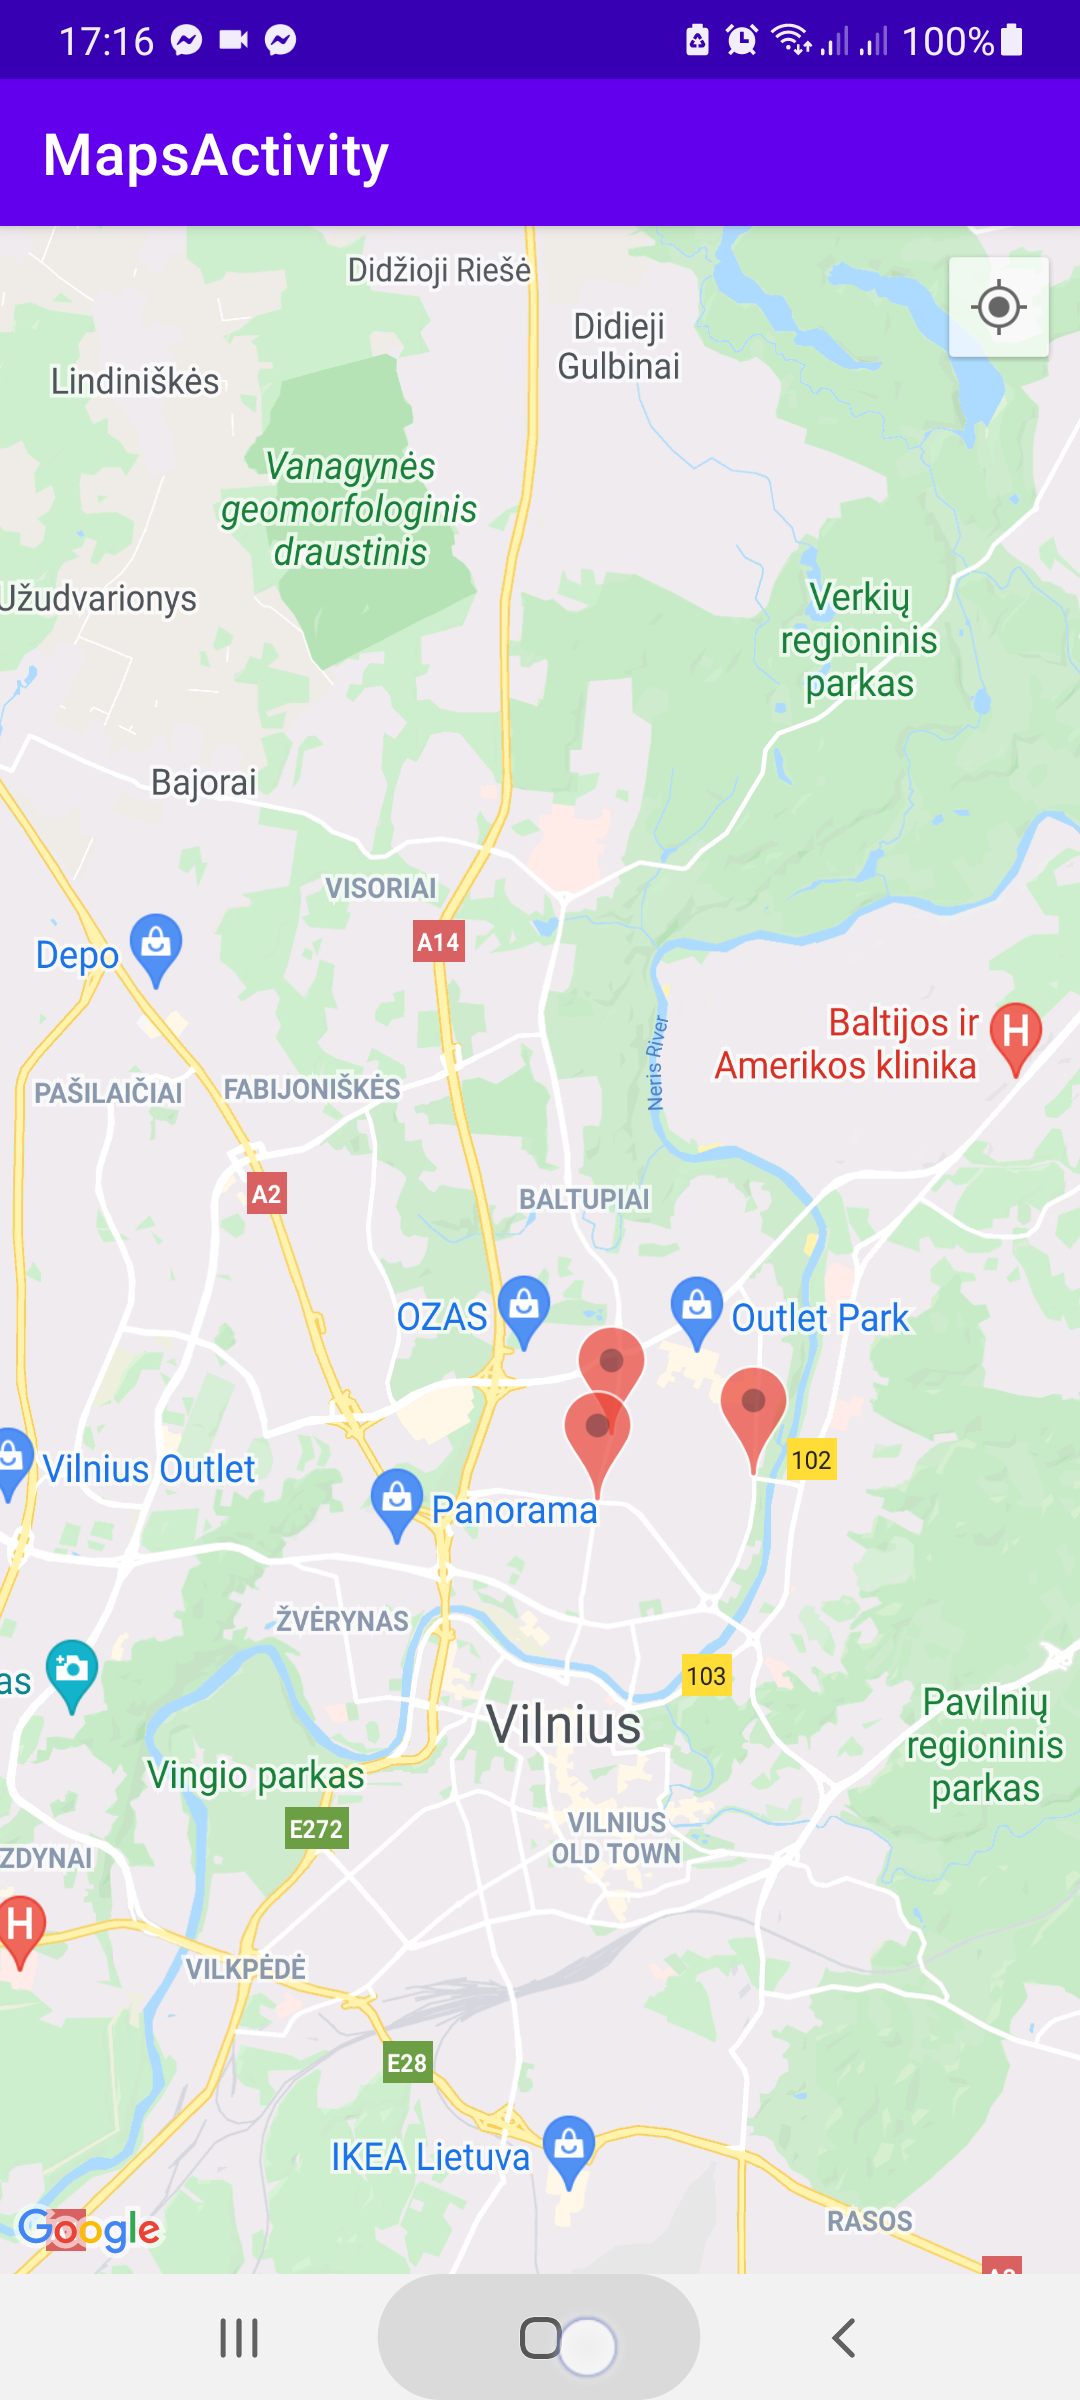 17:16
100%
MapsActivity
Didžioji Riešė
Didieji
Gulbinai
Lindiniškės
Vanagynės
geomorfologinis
draustinis
Užudvarionys
Verkių
regioninis
parkas
Bajorai
VISORIAI
A14
Depo
Baltijos ir
Amerikos klinika
H
Neris River
PAŠILAIČIAI
FABIJONIŠKĖS
A2
BALTUPIAI
OZAS
Outlet Park
Vilnius Outlet
102
Panorama
ŽVĖRYNAS
as
103
Vilnius
Pavilnių
regioninis
parkas
Vingio parkas
E272
VILNIUS
OLD TOWN
ZDYNAI
H
VILKPĖDĖ
E28
IKEA Lietuva
RASOS
Google